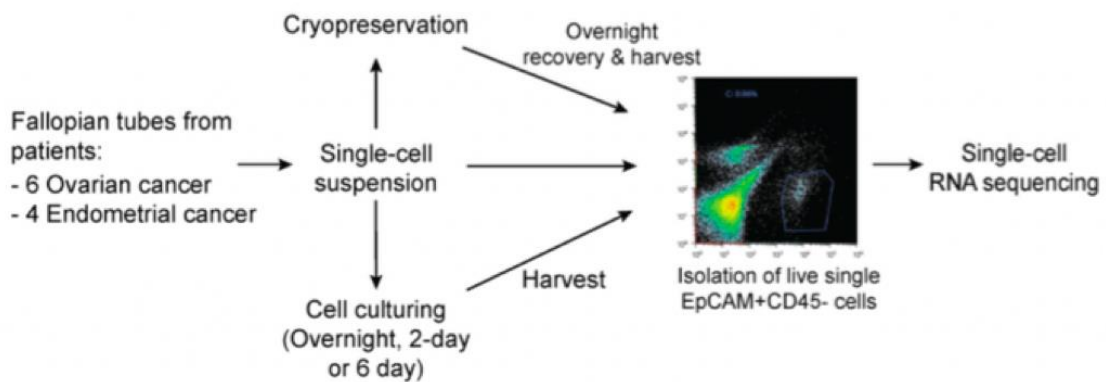 Cryopreservation
Overnight
recovery & harvest
Fallopian tubes from
patients:
- 6 Ovarian cancer
- 4 Endometrial cancer
Single-cell
suspension
Single-cell
RNA sequencing
Harvest
Isolation of live single
EpCAM+CD45- cells
Cell culturing
(Overnight, 2-day
or 6 day)